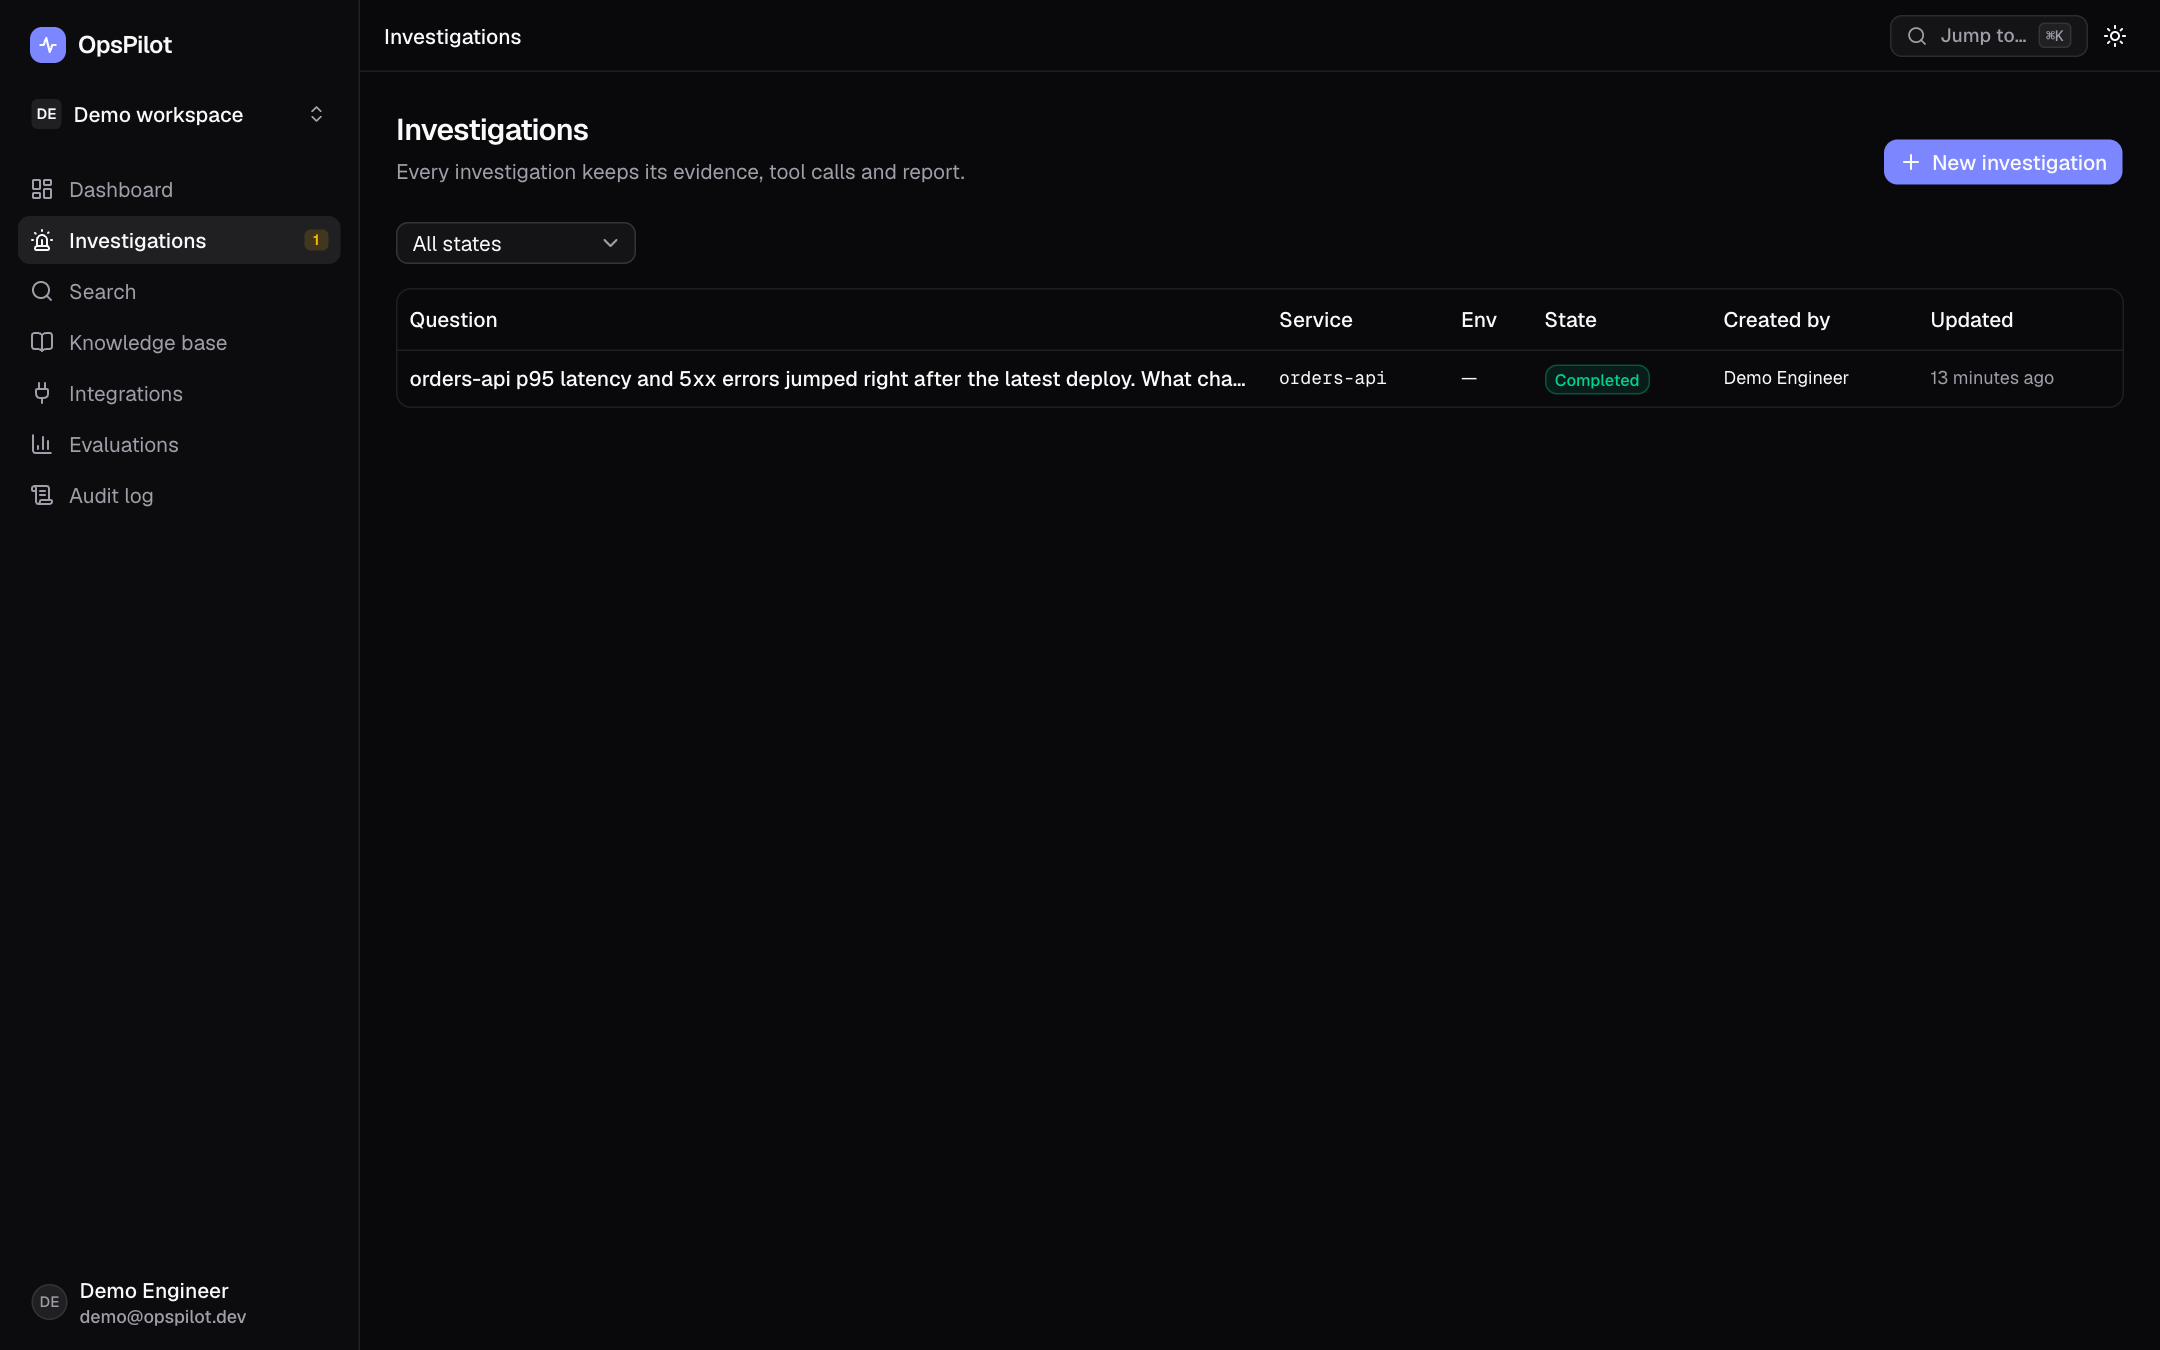 OpsPilot
DE Demo workspace
Dashboard
Investigations 1
Search
Knowledge base
Integrations
Evaluations
Audit log
DE
Demo Engineer
demo@opspilot.dev
Investigations
Jump to... ⌘K
Investigations
Every investigation keeps its evidence, tool calls and report.
New investigation
All states
Question Service Env State Created by Updated
orders-api p95 latency and 5xx errors jumped right after the latest deploy. What cha... orders-api — Completed Demo Engineer 13 minutes ago